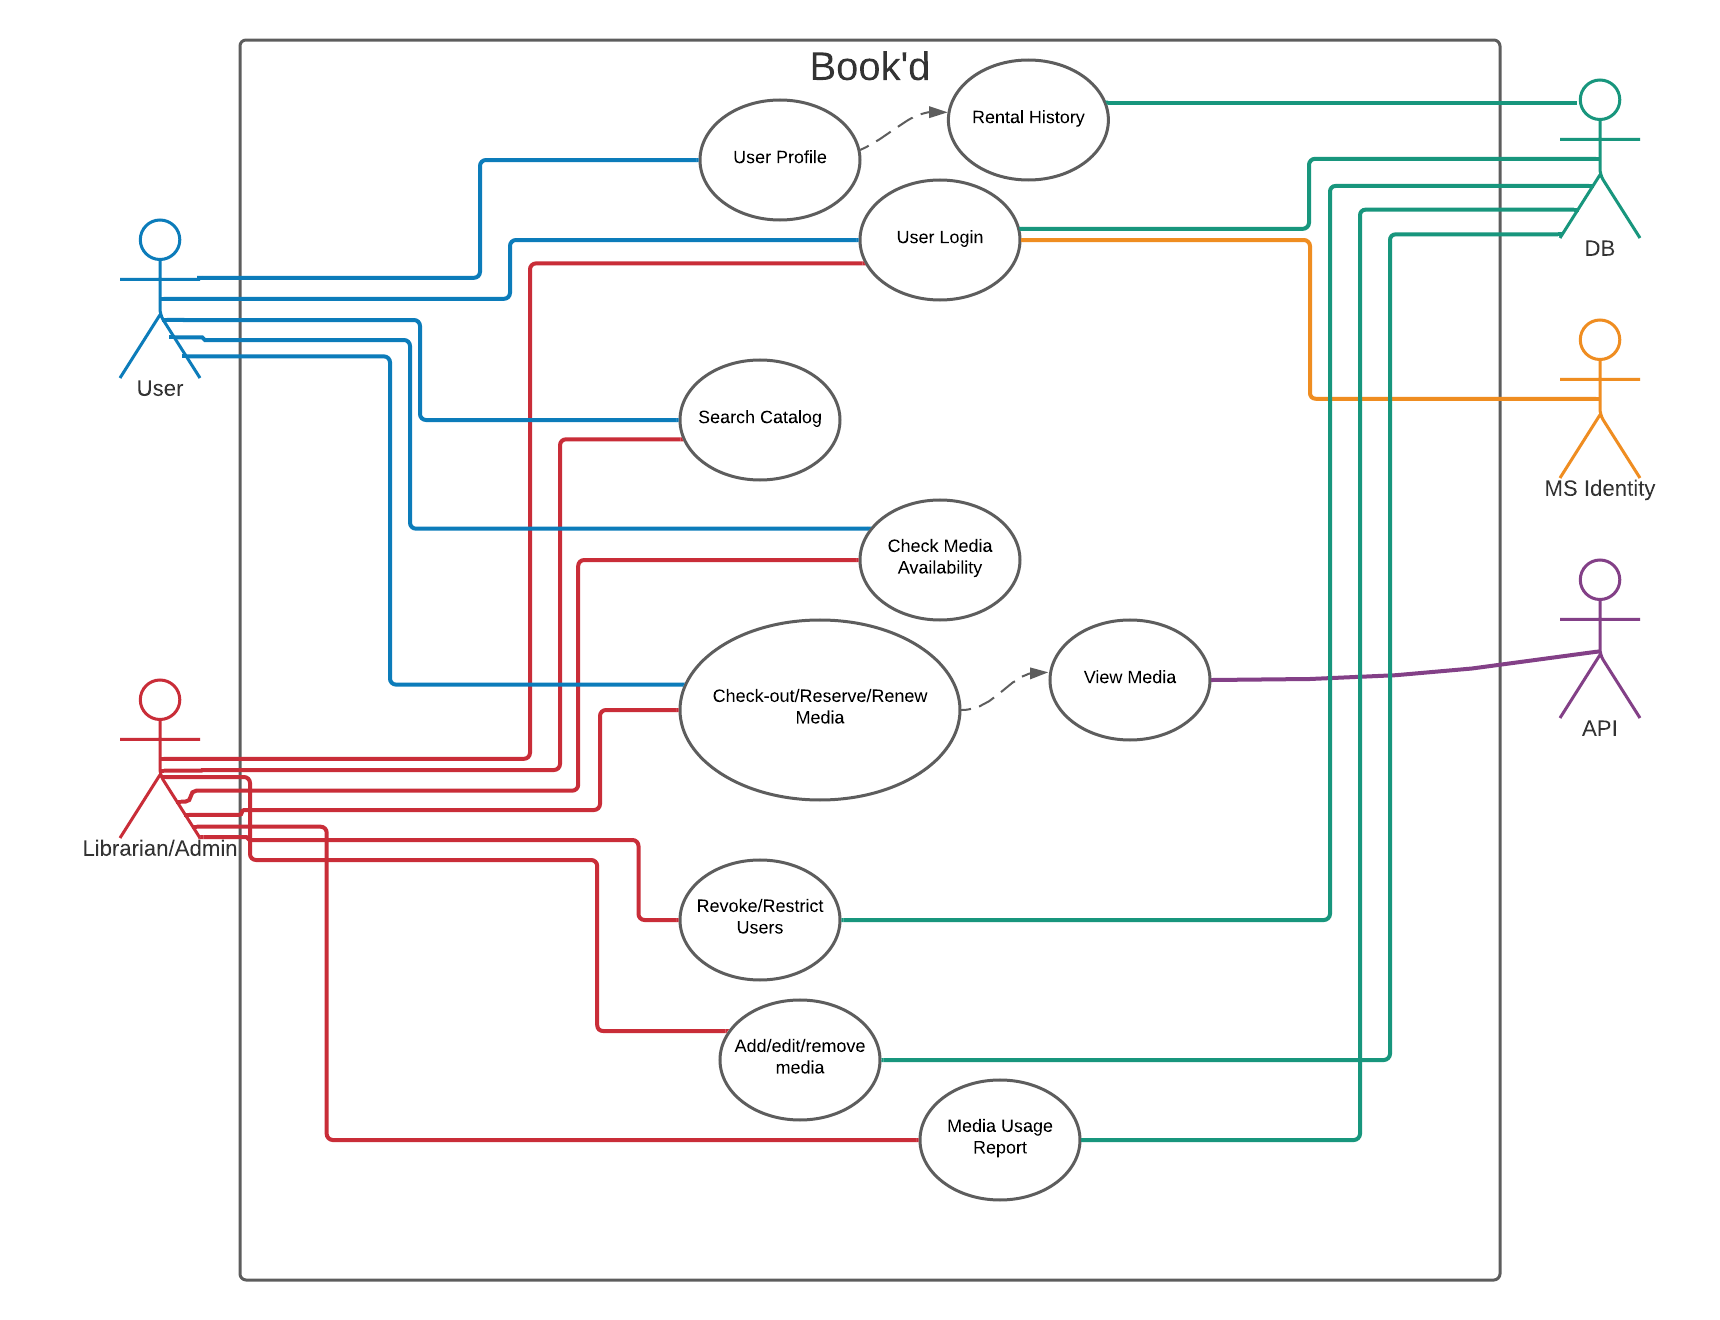 Book'd
Rental History
User Profile
User Login
DB
User
Search Catalog
MS Identity
Check Media
Availability
View Media
Check-out/Reserve/Renew
Media
API
Librarian/Admin
Revoke/Restrict
Users
Add/edit/remove
media
Media Usage
Report